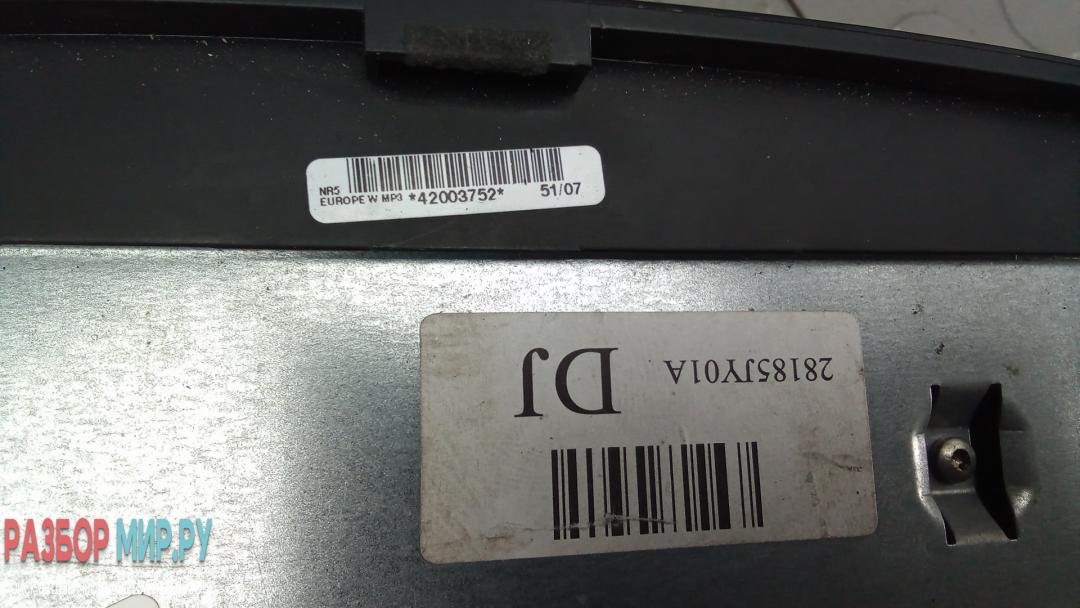 NR5
EUROPE W MP3 *42003752* 51/07
28185JY01A
DJ
РАЗБОР МИР.РУ